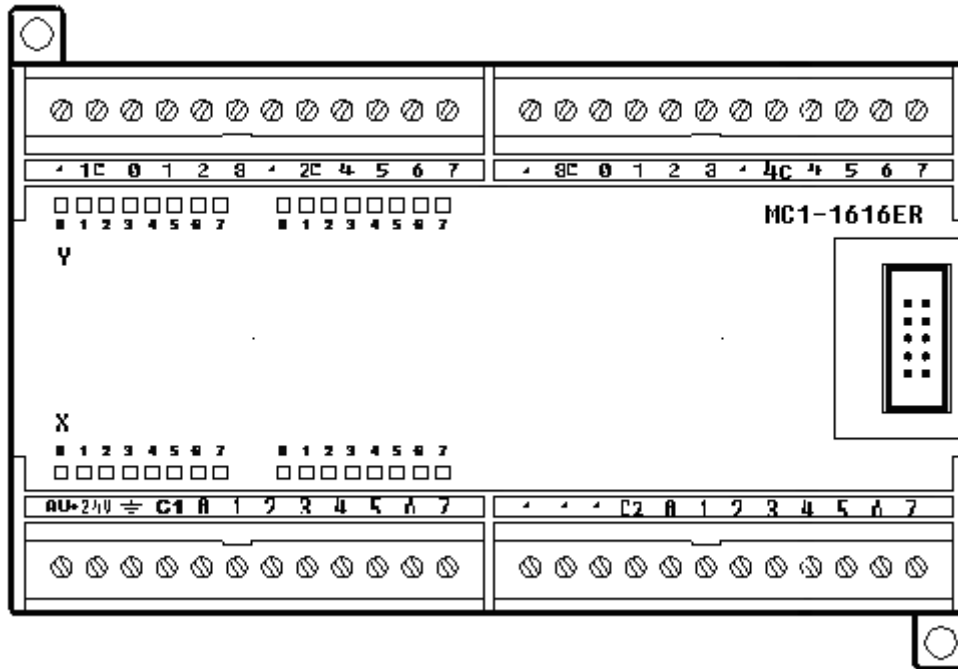 1C 0 1 2 3 2C 4 5 6 7
3C 0 1 2 3 4C 4 5 6 7
0 1 2 3 4 5 6 7
0 1 2 3 4 5 6 7
MC1-1616ER
Y
X
0 1 2 3 4 5 6 7
0 1 2 3 4 5 6 7
24V ⏚ C1 0 1 2 3 4 5 6 7
C2 0 1 2 3 4 5 6 7